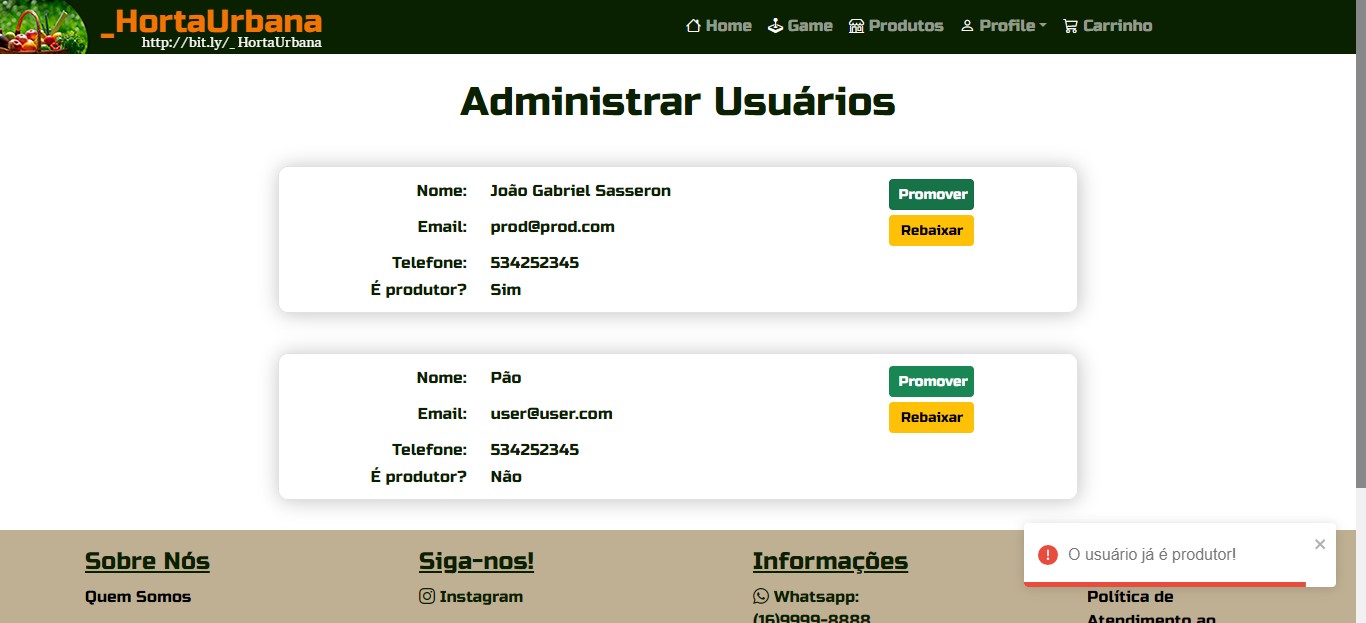 _HortaUrbana
http://bit.ly/_HortaUrbana
Home Game Produtos Profile Carrinho
Administrar Usuários
Nome: João Gabriel Sasseron Promover
Email: prod@prod.com Rebaixar
Telefone: 534252345
É produtor? Sim
Nome: Pão Promover
Email: user@user.com Rebaixar
Telefone: 534252345
É produtor? Não
O usuário já é produtor!
Sobre Nós Siga-nos! Informações
Quem Somos Instagram Whatsapp: Política de
(16)9999-8888 Atendimento ao